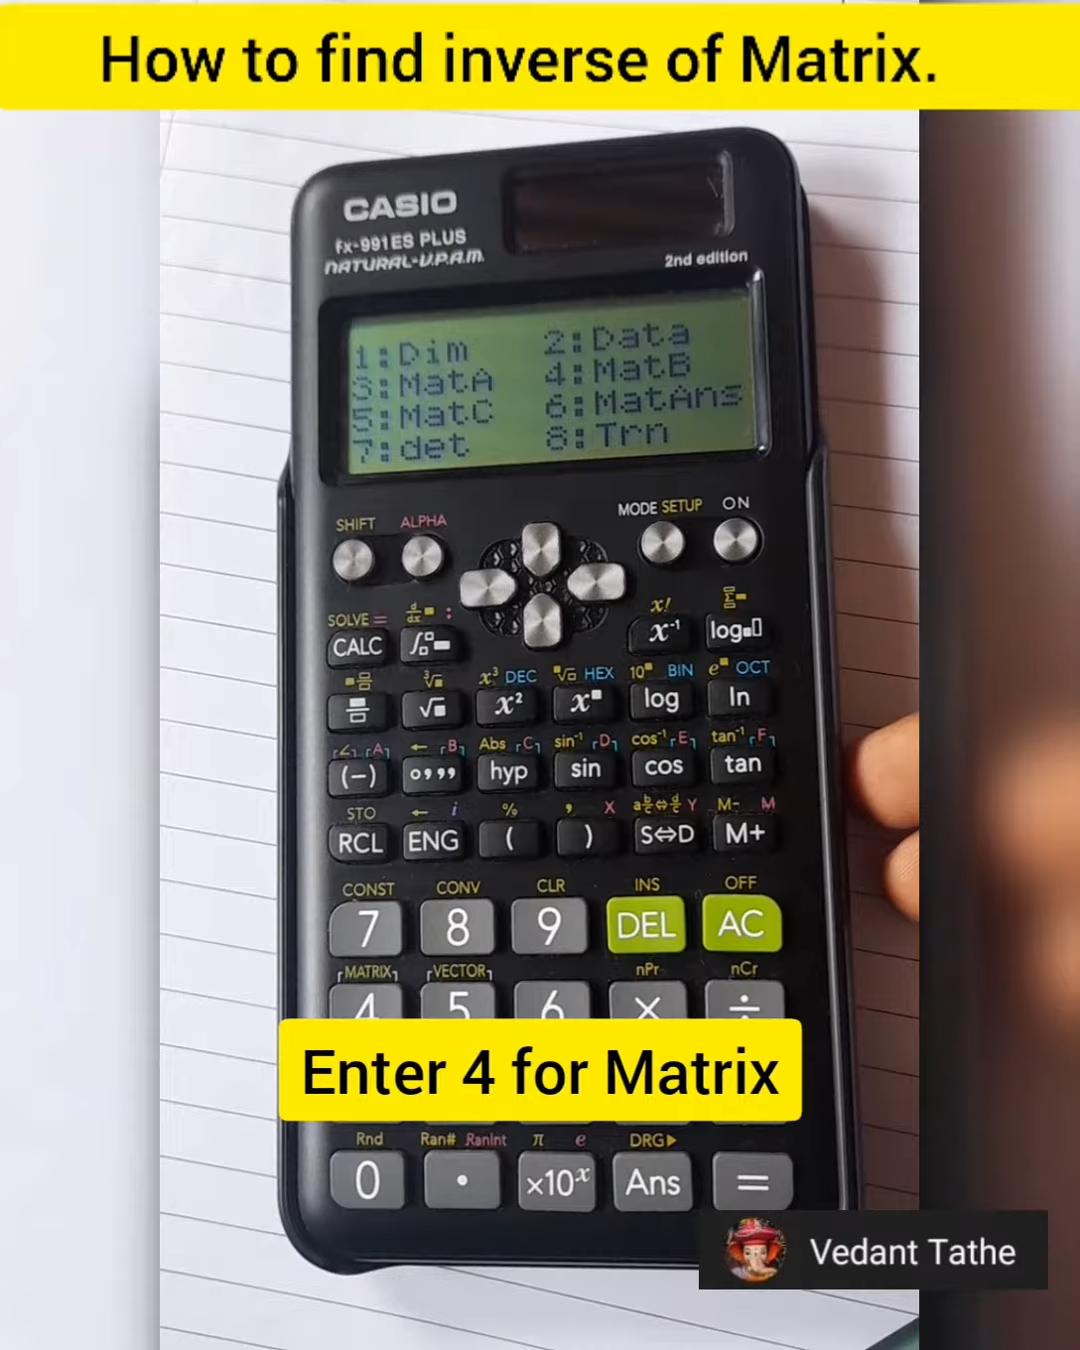 How to find inverse of Matrix.
CASIO
fx-991ES PLUS
NATURAL-V.P.A.M.
2nd edition
1:Dim 2:Data
3:MatA 4:MatB
5:MatC 6:MatAns
7:det 8:Trn
SHIFT ALPHA MODE SETUP ON
x!
SOLVE = d/dx :
CALC x⁻¹ log
x³ DEC HEX 10 BIN e OCT
x² x log ln
A ← B Abs C sin⁻¹ D cos⁻¹ E tan⁻¹ F
(−) hyp sin cos tan
STO ← i % , X Y M− M
RCL ENG ( ) S⇔D M+
CONST CONV CLR INS OFF
7 8 9 DEL AC
MATRIX VECTOR nPr nCr
4 5 6 × ÷
Enter 4 for Matrix
Rnd Ran# RanInt π e DRG▶
0 . ×10ˣ Ans =
Vedant Tathe